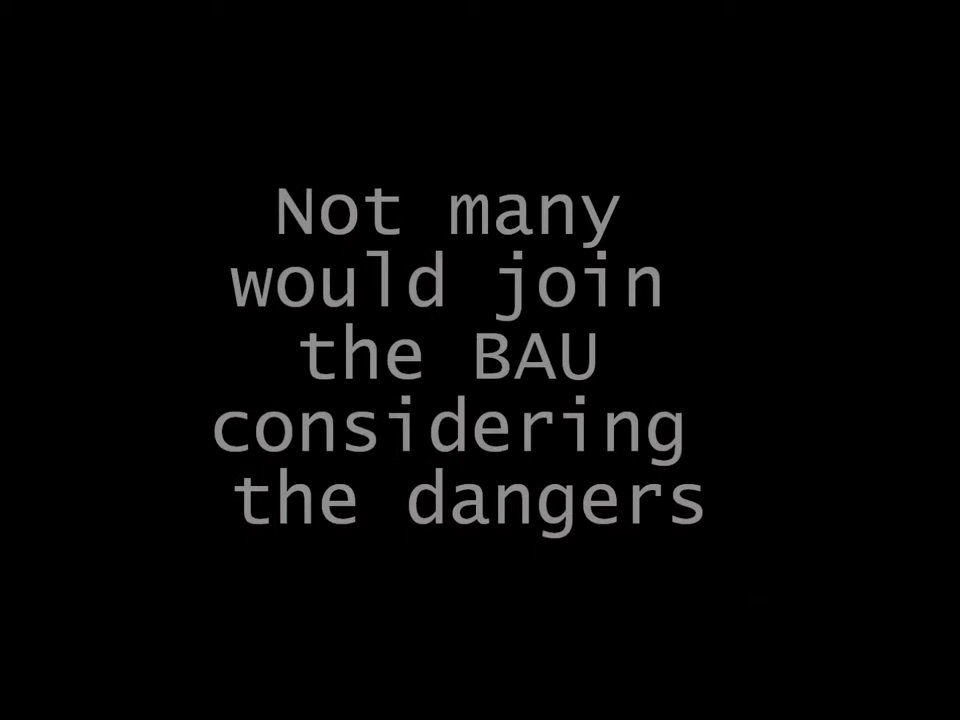 Not many
would join
the BAU
considering
the dangers